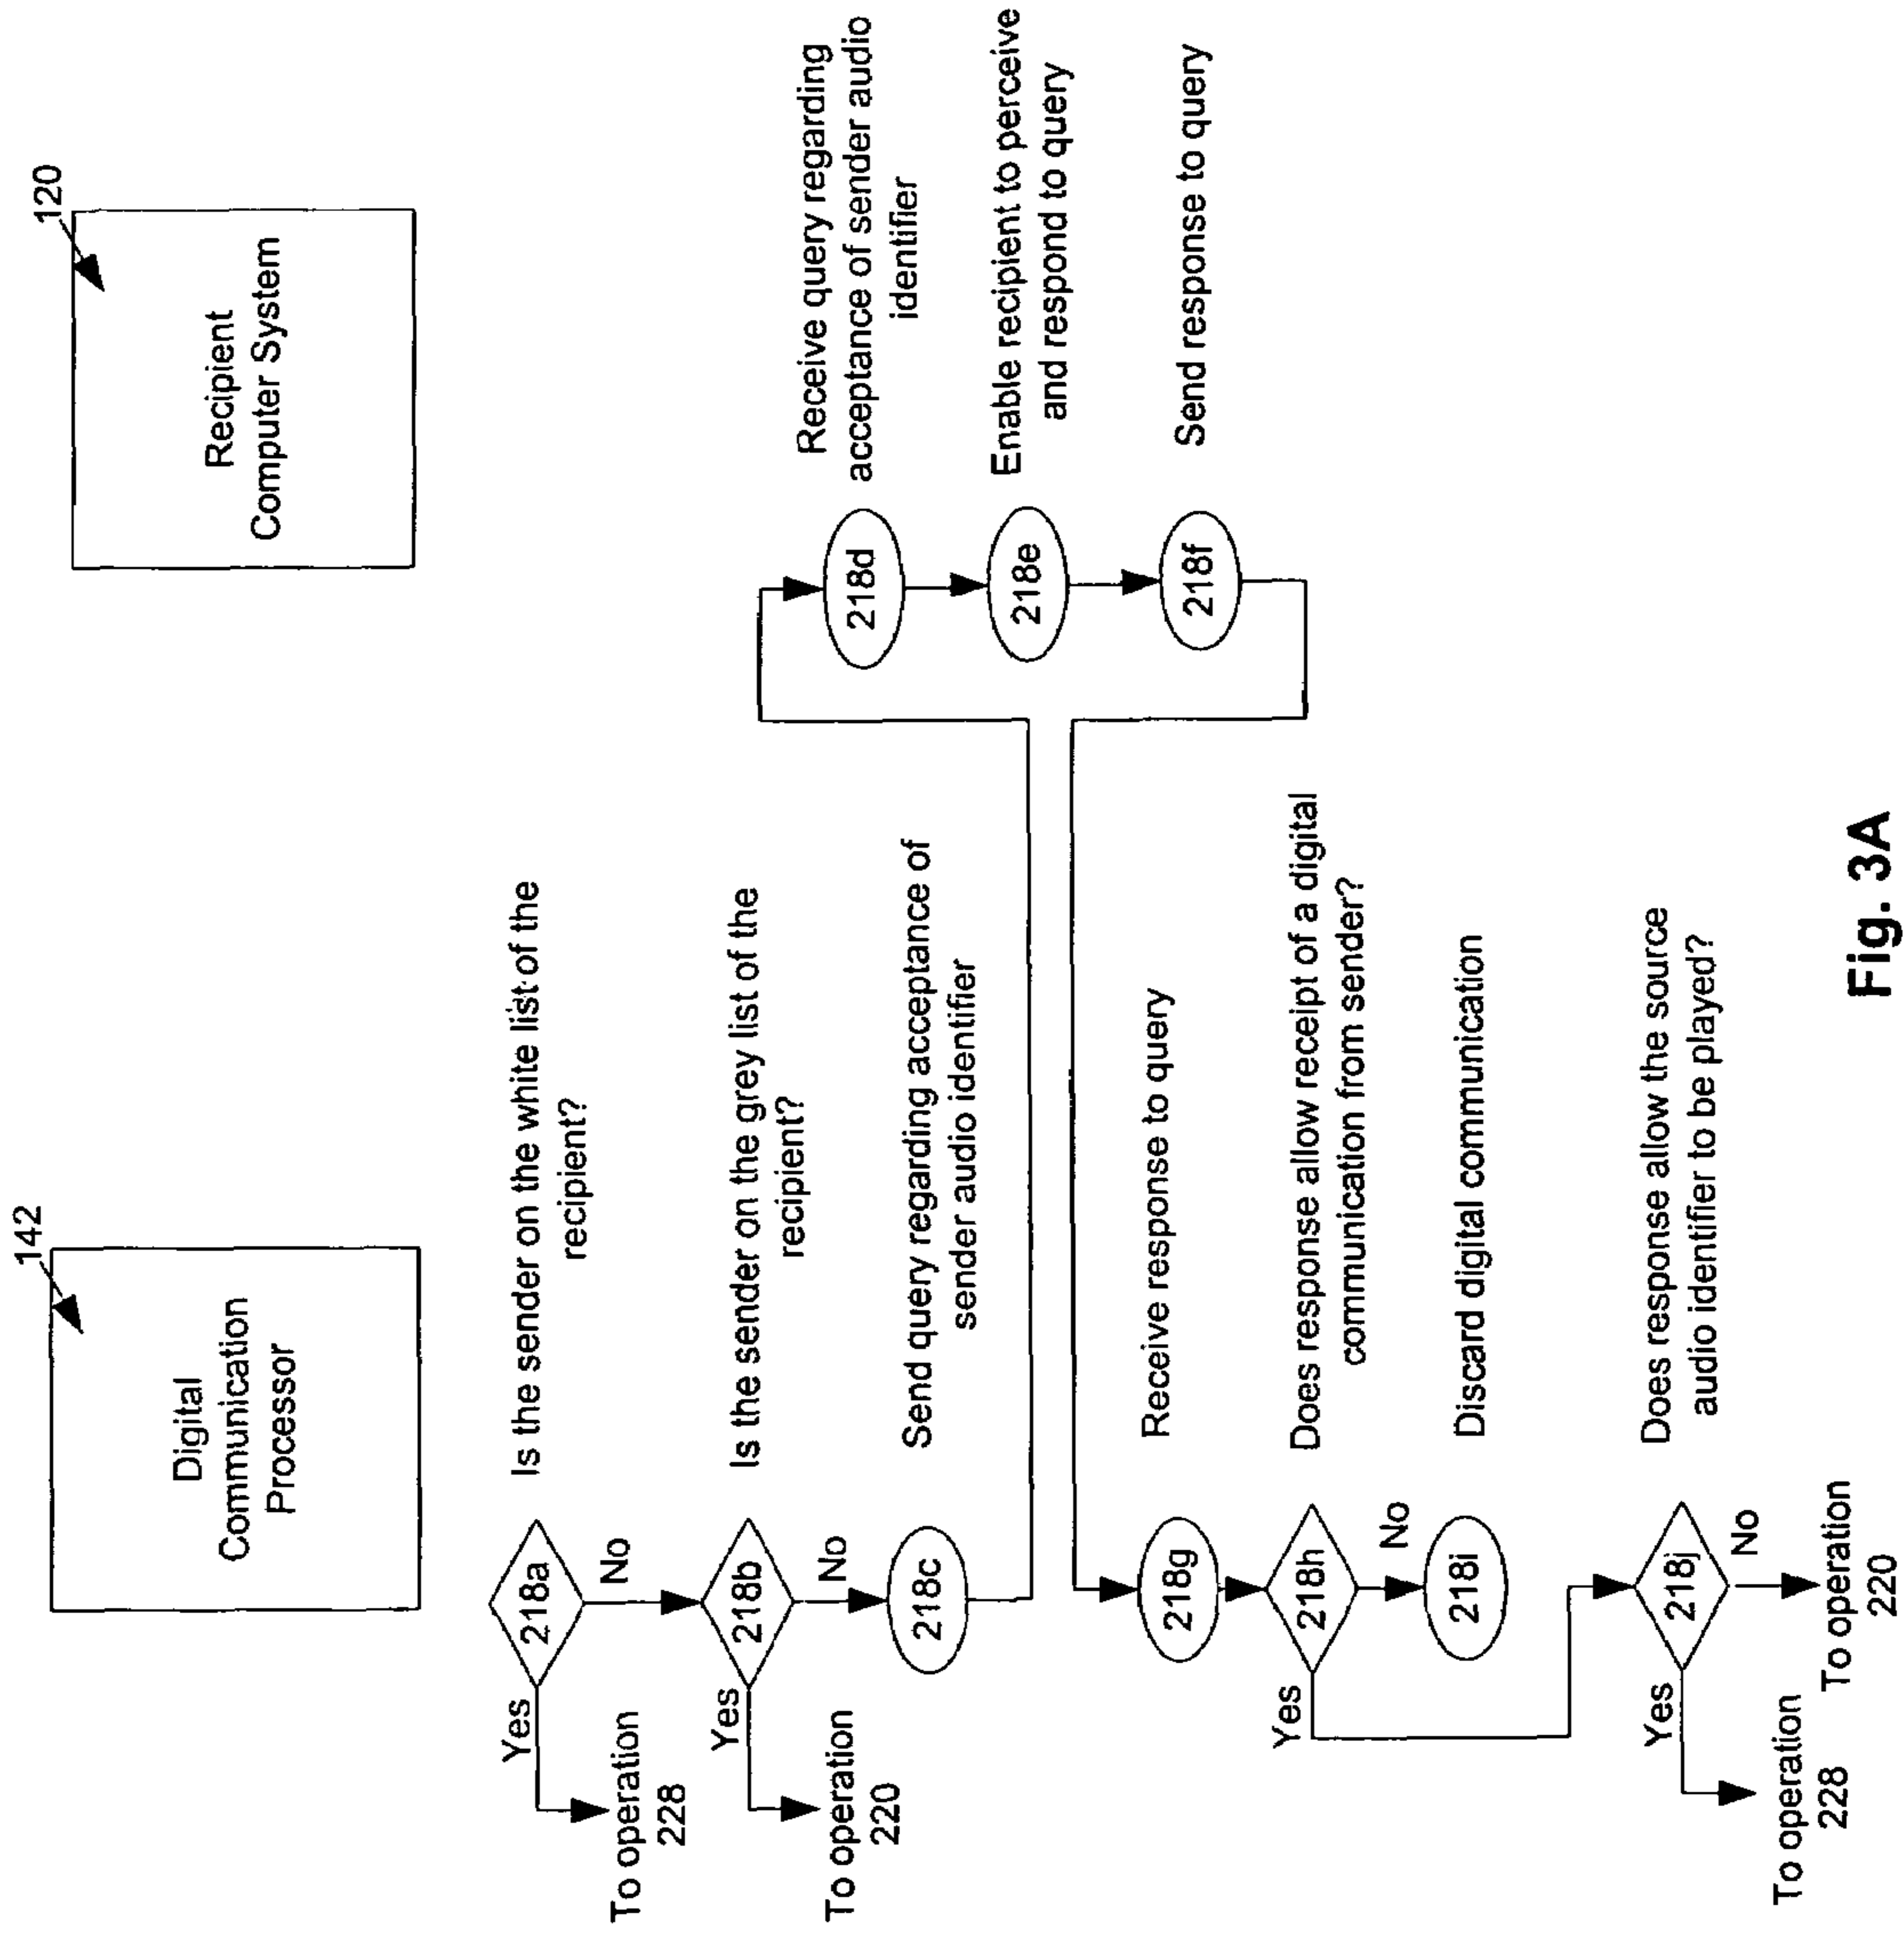 142
Digital
Communication
Processor
120
Recipient
Computer System
218a
Is the sender on the white list of the
recipient?
Yes
No
To operation
228
218b
Is the sender on the grey list of the
recipient?
Yes
No
To operation
220
218c
Send query regarding acceptance of
sender audio identifier
218d
Receive query regarding
acceptance of sender audio
identifier
218e
Enable recipient to perceive
and respond to query
218f
Send response to query
218g
Receive response to query
218h
Does response allow receipt of a digital
communication from sender?
Yes
No
218i
Discard digital communication
218j
Does response allow the source
audio identifier to be played?
Yes
No
To operation
228
To operation
220
Fig. 3A